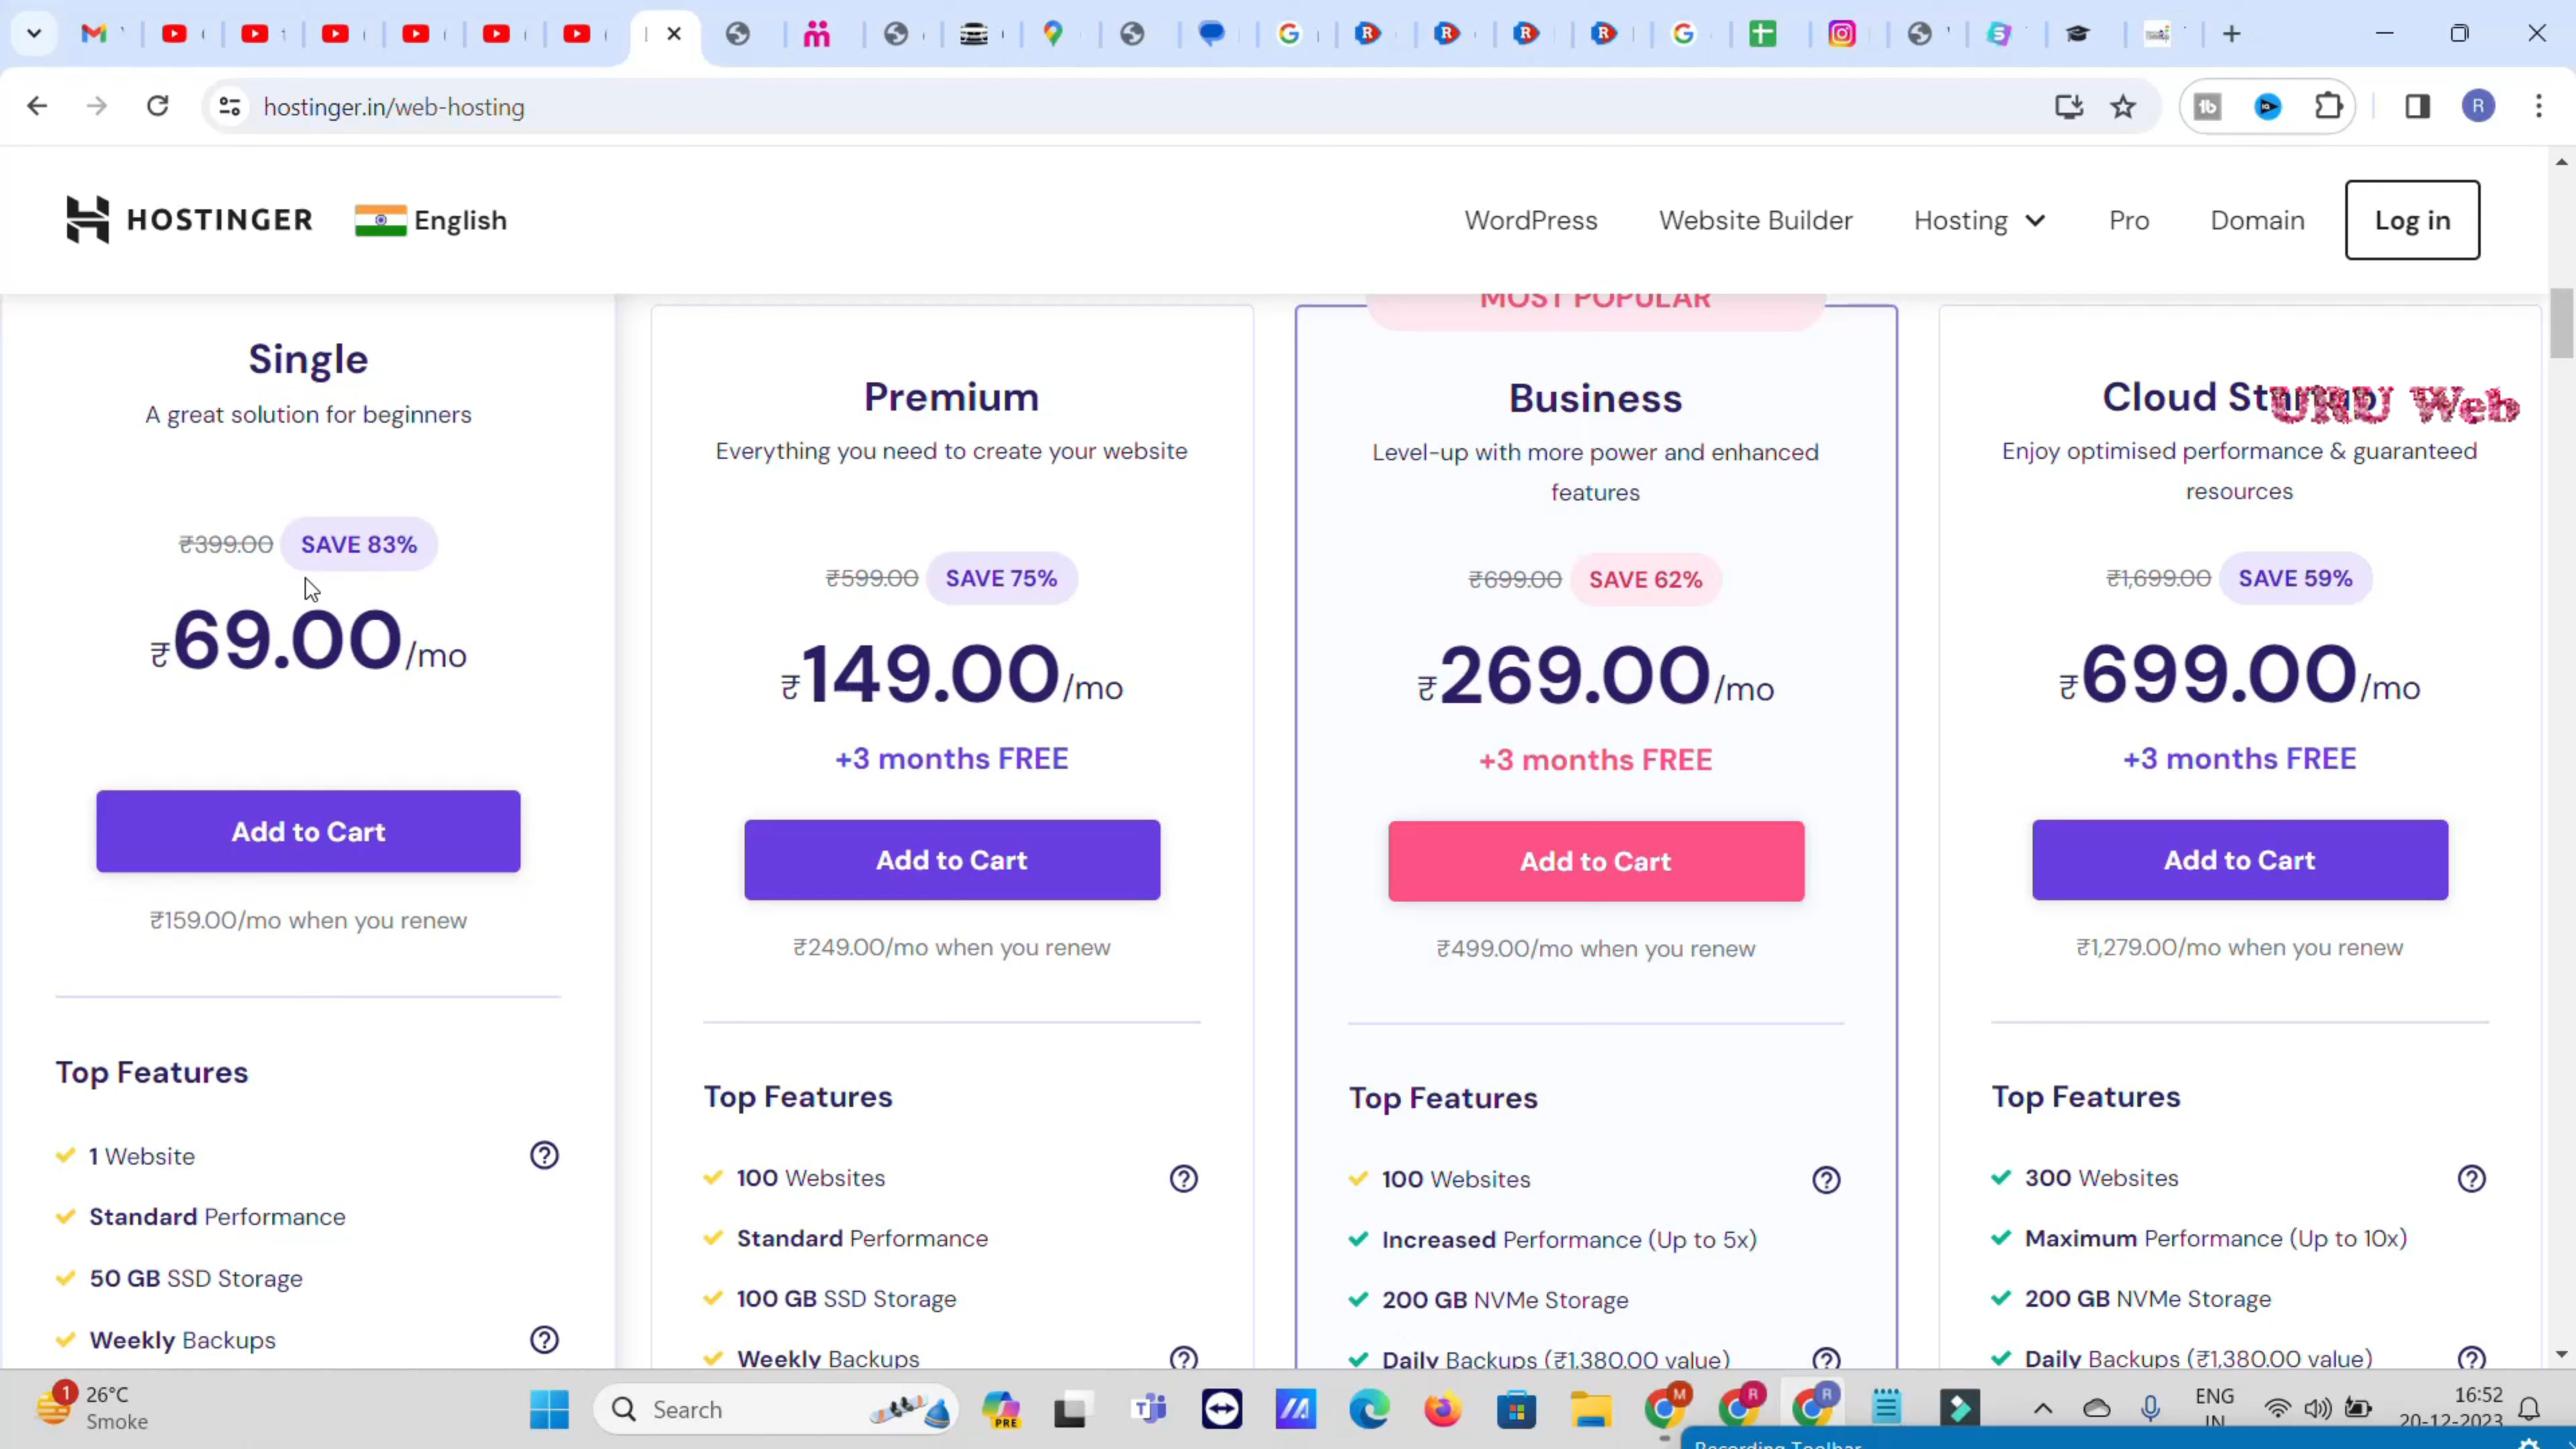 hostinger.in/web-hosting
HOSTINGER
English
WordPress
Website Builder
Hosting
Pro
Domain
Log in
Single
A great solution for beginners
₹399.00 SAVE 83%
₹69.00/mo
Add to Cart
₹159.00/mo when you renew
Top Features
1 Website
Standard Performance
50 GB SSD Storage
Weekly Backups
Premium
Everything you need to create your website
₹599.00 SAVE 75%
₹149.00/mo
+3 months FREE
Add to Cart
₹249.00/mo when you renew
Top Features
100 Websites
Standard Performance
100 GB SSD Storage
Weekly Backups
MOST POPULAR
Business
Level-up with more power and enhanced
features
₹699.00 SAVE 62%
₹269.00/mo
+3 months FREE
Add to Cart
₹499.00/mo when you renew
Top Features
100 Websites
Increased Performance (Up to 5x)
200 GB NVMe Storage
Daily Backups (₹1,380.00 value)
Cloud
Web
Enjoy optimised performance & guaranteed
resources
₹1,699.00 SAVE 59%
₹699.00/mo
+3 months FREE
Add to Cart
₹1,279.00/mo when you renew
Top Features
300 Websites
Maximum Performance (Up to 10x)
200 GB NVMe Storage
Daily Backups (₹1,380.00 value)
1
26°C
Smoke
Search
PRE
ENG
IN
16:52
20-12-2023
Recording Toolbar